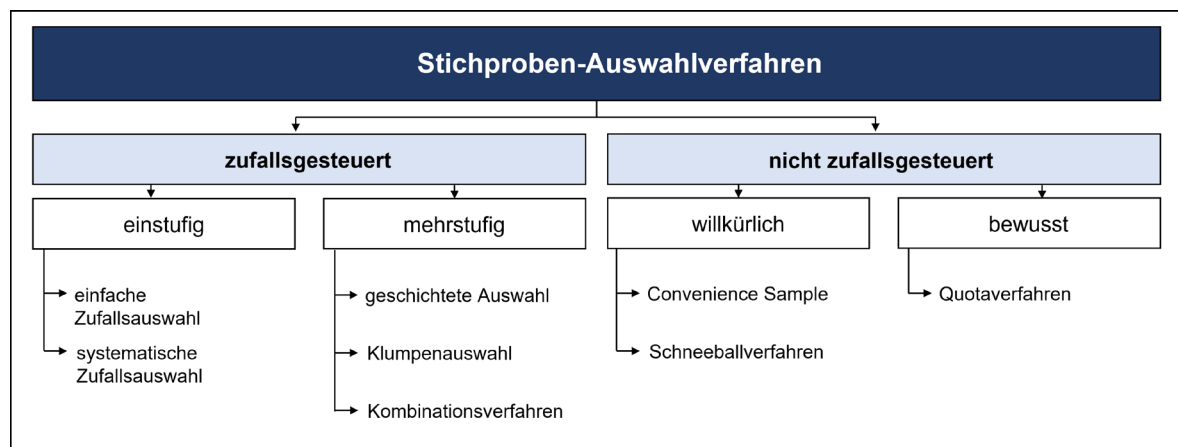 Stichproben-Auswahlverfahren
zufallsgesteuert
nicht zufallsgesteuert
einstufig
mehrstufig
willkürlich
bewusst
einfache
Zufallsauswahl
systematische
Zufallsauswahl
geschichtete Auswahl
Klumpenauswahl
Kombinationsverfahren
Convenience Sample
Schneeballverfahren
Quotaverfahren